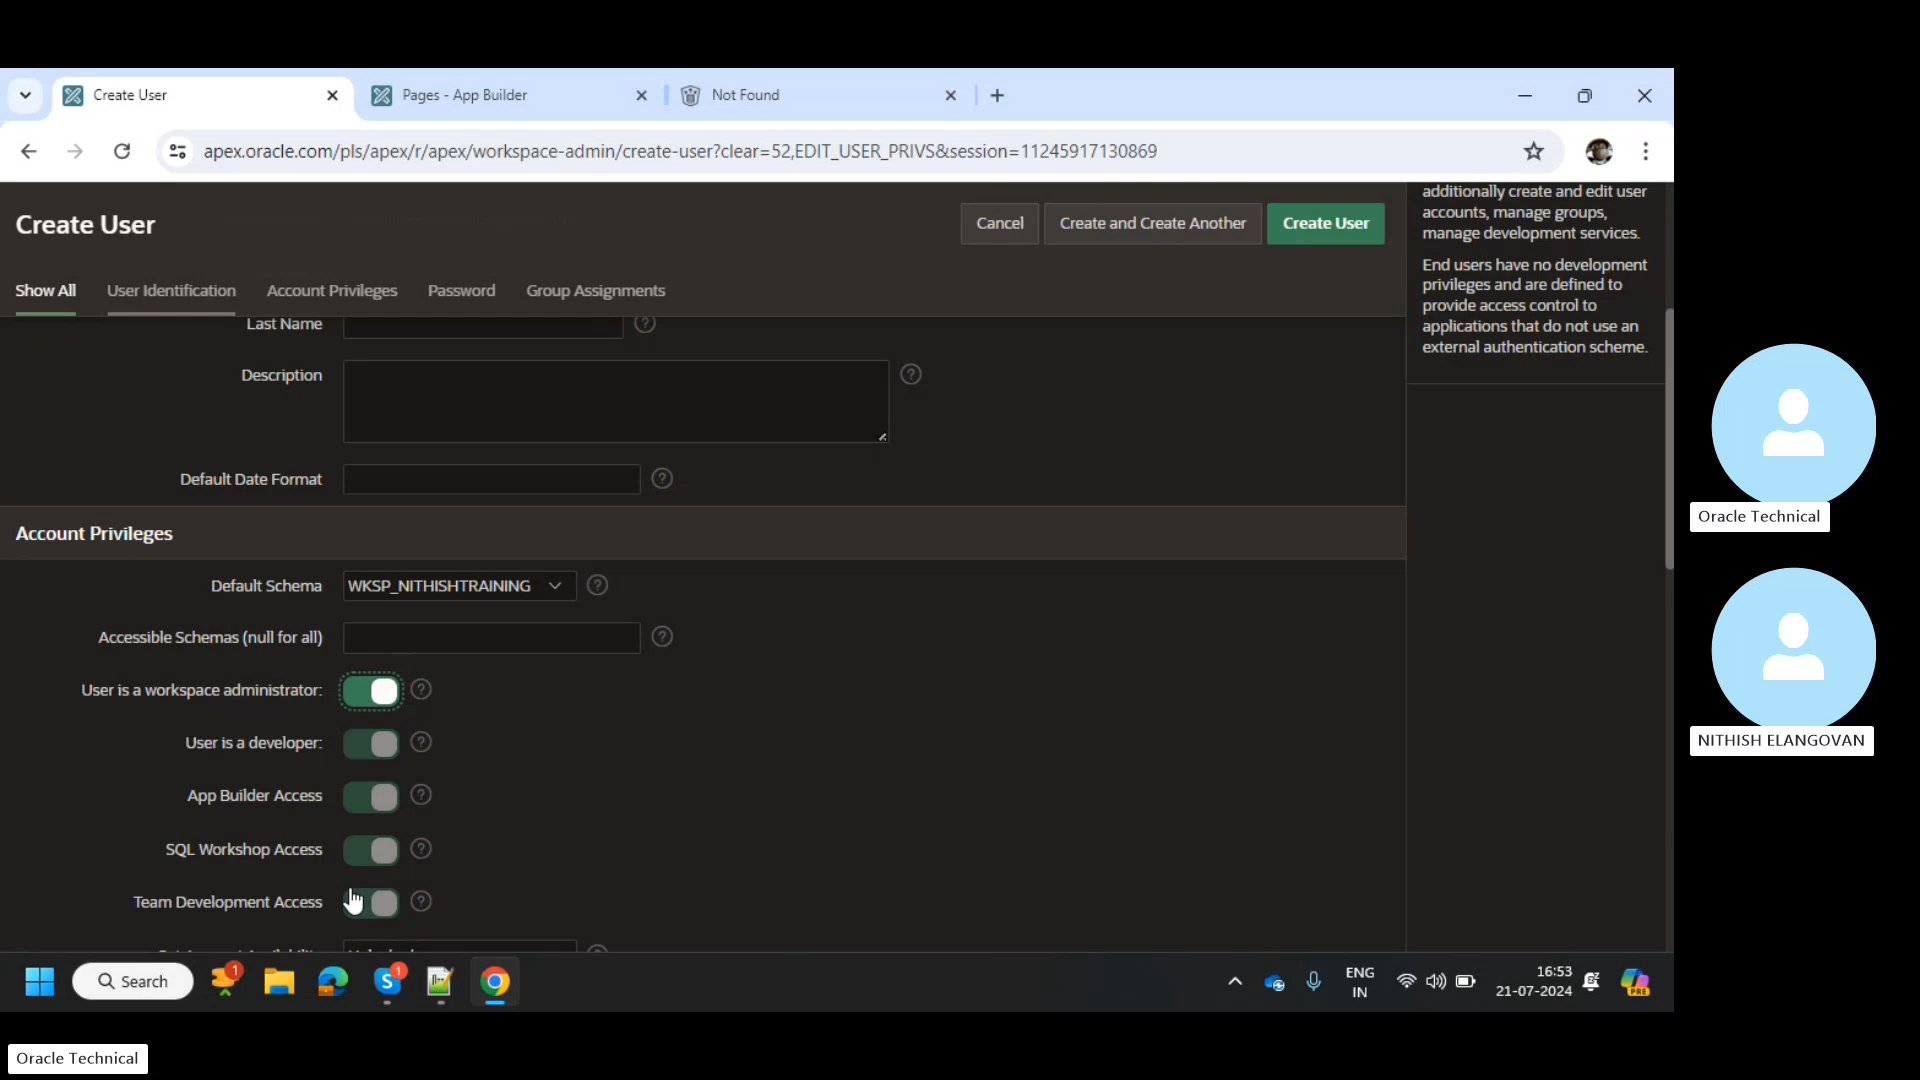 Create User
Pages - App Builder
Not Found
apex.oracle.com/pls/apex/r/apex/workspace-admin/create-user?clear=52,EDIT_USER_PRIVS&session=11245917130869
Create User
Cancel
Create and Create Another
Create User
Show All
User Identification
Account Privileges
Password
Group Assignments
additionally create and edit user
accounts, manage groups,
manage development services.
End users have no development
privileges and are defined to
provide access control to
applications that do not use an
external authentication scheme.
Last Name
Description
Default Date Format
Account Privileges
Default Schema
WKSP_NITHISHTRAINING
Accessible Schemas (null for all)
User is a workspace administrator:
User is a developer:
App Builder Access
SQL Workshop Access
Team Development Access
Oracle Technical
NITHISH ELANGOVAN
Search
1
S
1
ENG
IN
16:53
21-07-2024
PRE
Oracle Technical